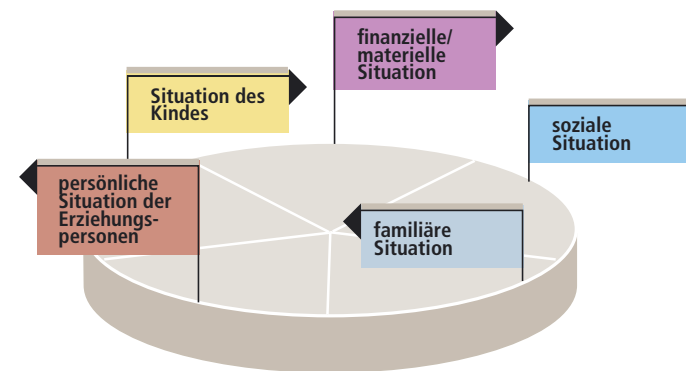 finanzielle/
materielle
Situation
Situation des
Kindes
soziale
Situation
persönliche
Situation der
Erziehungs-
personen
familiäre
Situation